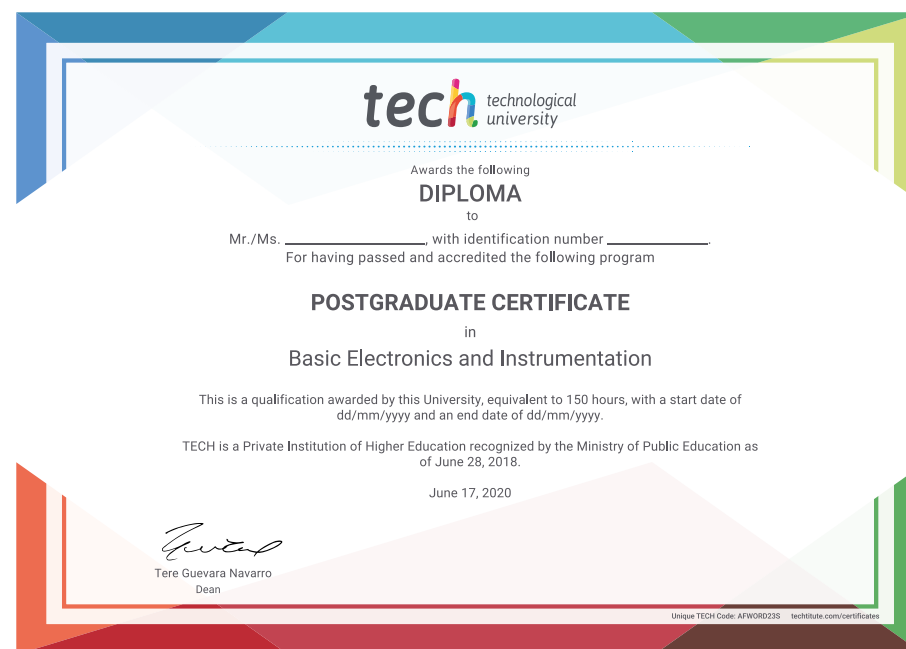 tech technological
university
Awards the following
DIPLOMA
to
Mr./Ms. ____________________, with identification number ______________.
For having passed and accredited the following program
POSTGRADUATE CERTIFICATE
in
Basic Electronics and Instrumentation
This is a qualification awarded by this University, equivalent to 150 hours, with a start date of
dd/mm/yyyy and an end date of dd/mm/yyyy.
TECH is a Private Institution of Higher Education recognized by the Ministry of Public Education as
of June 28, 2018.
June 17, 2020
Tere Guevara Navarro
Dean
Unique TECH Code: AFWORD23S techtitute.com/certificates